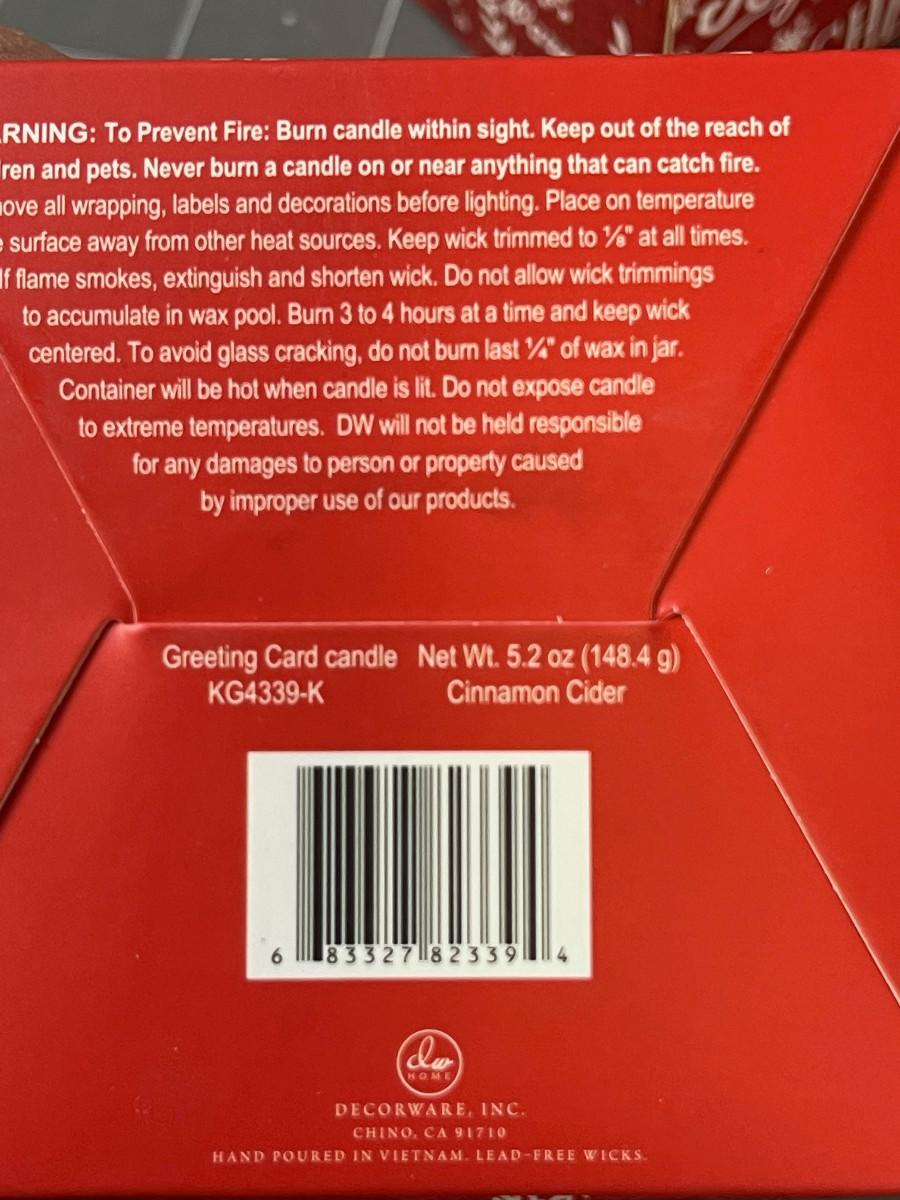 RNING: To Prevent Fire: Burn candle within sight. Keep out of the reach of
ren and pets. Never burn a candle on or near anything that can catch fire.
ove all wrapping, labels and decorations before lighting. Place on temperature
e surface away from other heat sources. Keep wick trimmed to ⅛" at all times.
If flame smokes, extinguish and shorten wick. Do not allow wick trimmings
to accumulate in wax pool. Burn 3 to 4 hours at a time and keep wick
centered. To avoid glass cracking, do not burn last ¼" of wax in jar.
Container will be hot when candle is lit. Do not expose candle
to extreme temperatures. DW will not be held responsible
for any damages to person or property caused
by improper use of our products.
Greeting Card candle Net Wt. 5.2 oz (148.4 g)
KG4339-K Cinnamon Cider
6 83327 82339 4
dw
HOME
DECORWARE, INC.
CHINO, CA 91710
HAND POURED IN VIETNAM. LEAD-FREE WICKS.